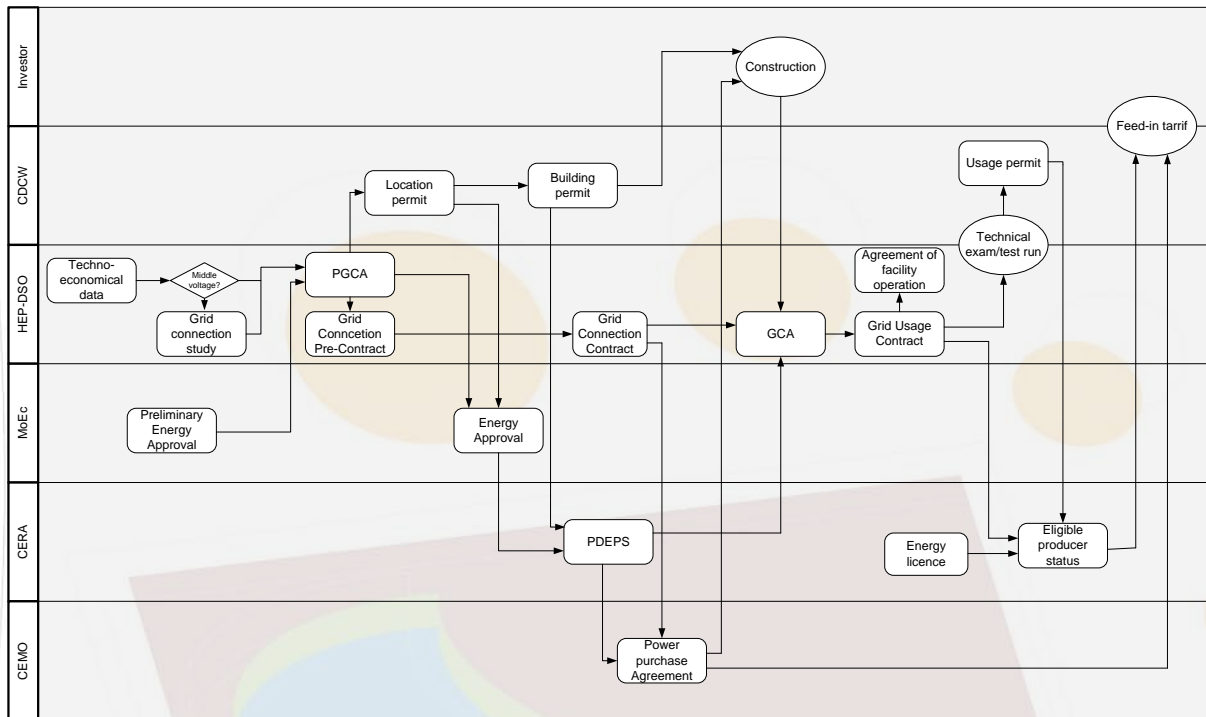 Investor
Construction
Feed-in tarrif
CDCW
Location
permit
Building
permit
Usage permit
HEP-DSO
Techno-
economical
data
Middle
voltage?
Grid
connection
study
PGCA
Grid Conncetion
Pre-Contract
Grid
Connection
Contract
GCA
Agreement of
facility
operation
Grid Usage
Contract
Technical
exam/test run
MoEc
Preliminary
Energy
Approval
Energy
Approval
CERA
PDEPS
Energy
licence
Eligible
producer
status
CEMO
Power
purchase
Agreement